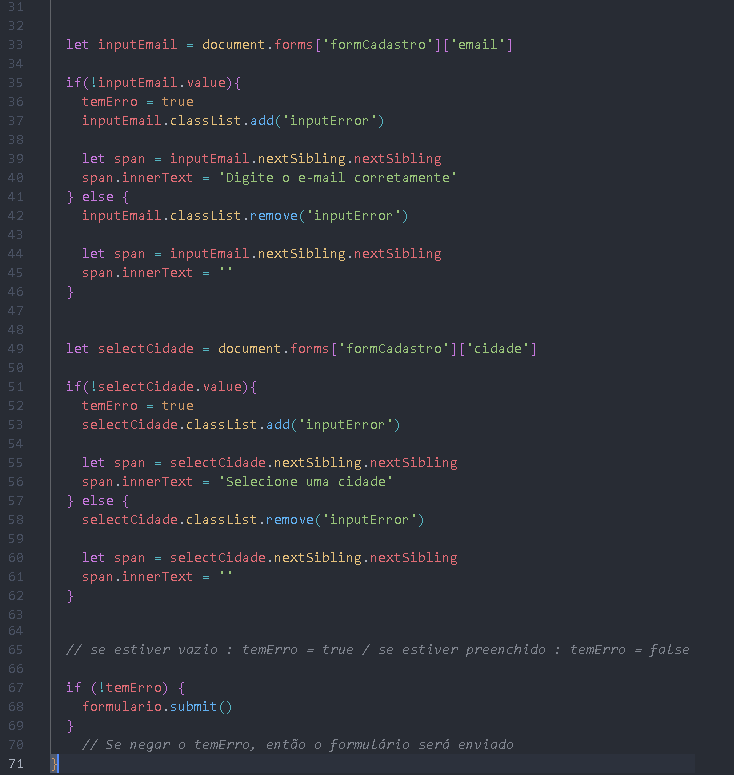 31
32
33 let inputEmail = document.forms['formCadastro']['email']
34
35 if(!inputEmail.value){
36 temErro = true
37 inputEmail.classList.add('inputError')
38
39 let span = inputEmail.nextSibling.nextSibling
40 span.innerText = 'Digite o e-mail corretamente'
41 } else {
42 inputEmail.classList.remove('inputError')
43
44 let span = inputEmail.nextSibling.nextSibling
45 span.innerText = ''
46 }
47
48
49 let selectCidade = document.forms['formCadastro']['cidade']
50
51 if(!selectCidade.value){
52 temErro = true
53 selectCidade.classList.add('inputError')
54
55 let span = selectCidade.nextSibling.nextSibling
56 span.innerText = 'Selecione uma cidade'
57 } else {
58 selectCidade.classList.remove('inputError')
59
60 let span = selectCidade.nextSibling.nextSibling
61 span.innerText = ''
62 }
63
64
65 // se estiver vazio : temErro = true / se estiver preenchido : temErro = false
66
67 if (!temErro) {
68 formulario.submit()
69 }
70 // Se negar o temErro, então o formulário será enviado
71 }